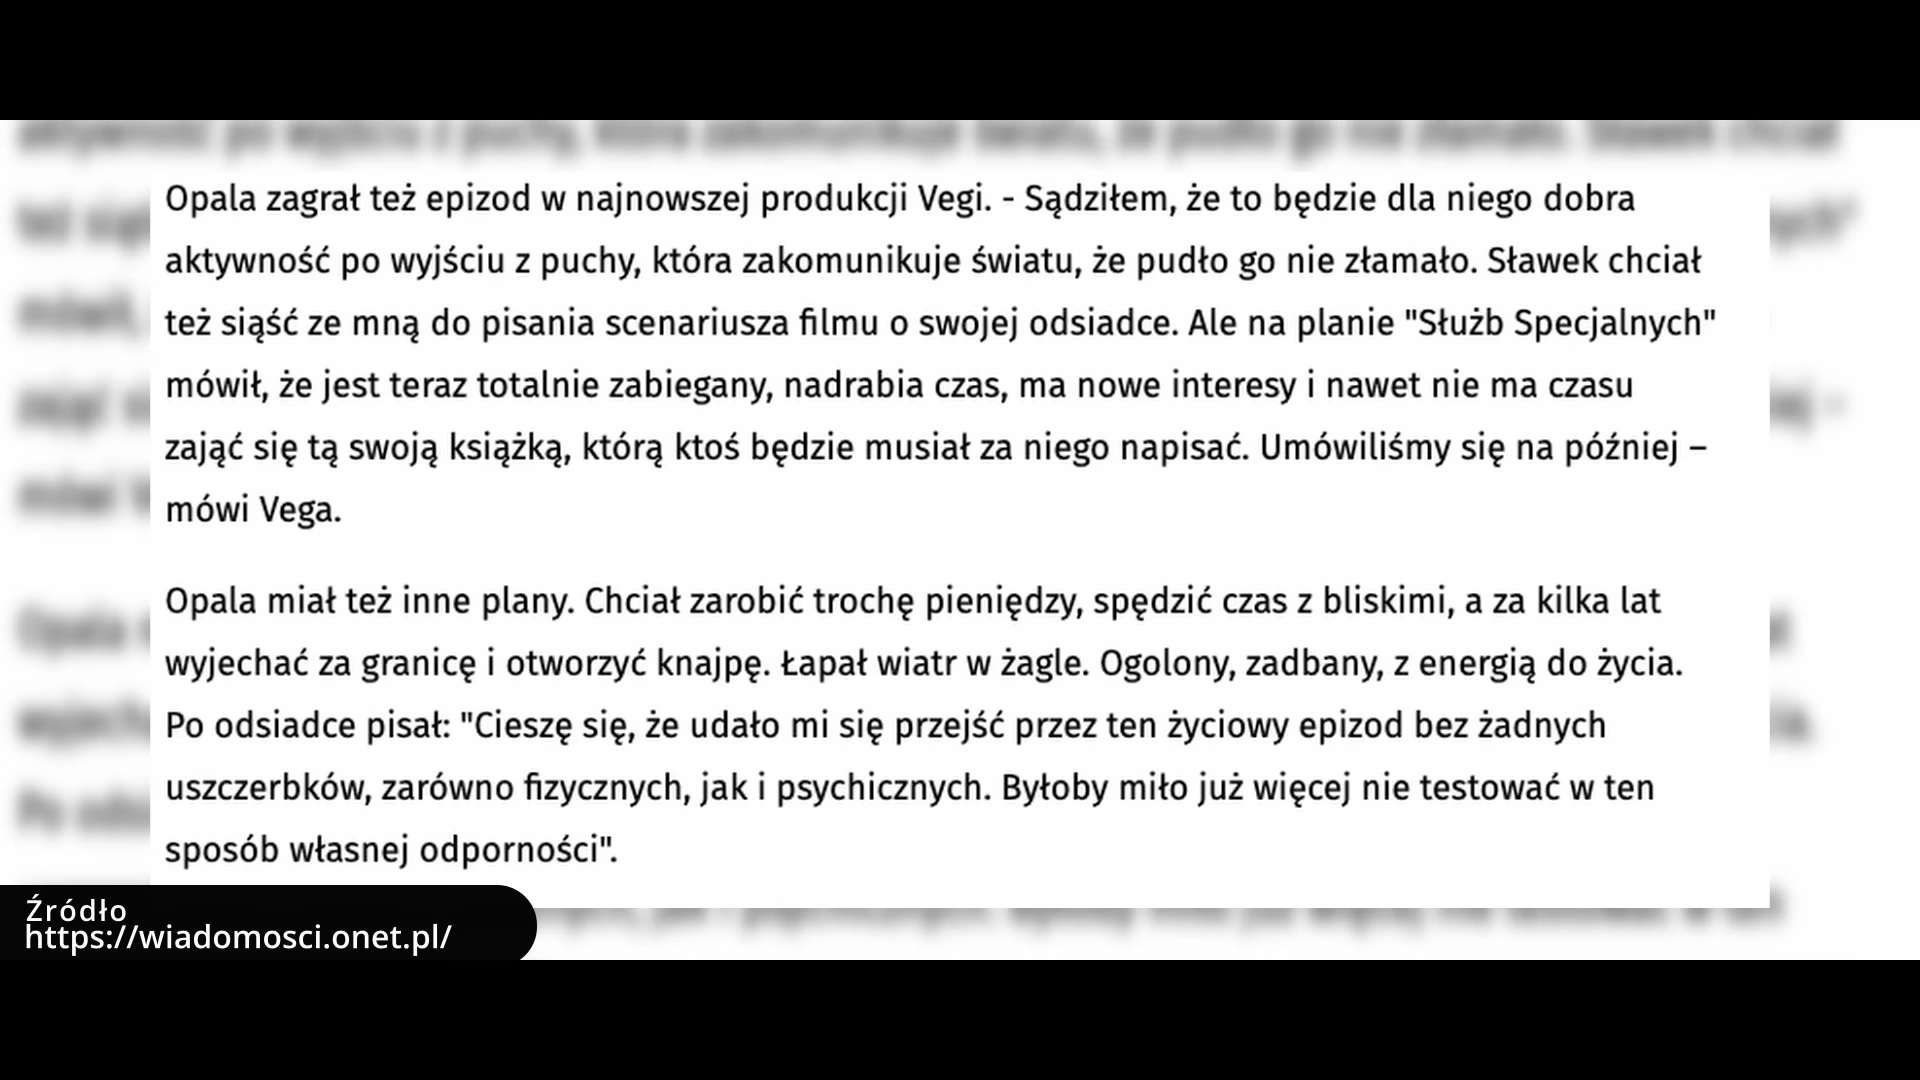 Opala zagrał też epizod w najnowszej produkcji Vegi. - Sądziłem, że to będzie dla niego dobra
aktywność po wyjściu z puchy, która zakomunikuje światu, że pudło go nie złamało. Sławek chciał
też siąść ze mną do pisania scenariusza filmu o swojej odsiadce. Ale na planie "Służb Specjalnych"
mówił, że jest teraz totalnie zabiegany, nadrabia czas, ma nowe interesy i nawet nie ma czasu
zająć się tą swoją książką, którą ktoś będzie musiał za niego napisać. Umówiliśmy się na później –
mówi Vega.
Opala miał też inne plany. Chciał zarobić trochę pieniędzy, spędzić czas z bliskimi, a za kilka lat
wyjechać za granicę i otworzyć knajpę. Łapał wiatr w żagle. Ogolony, zadbany, z energią do życia.
Po odsiadce pisał: "Cieszę się, że udało mi się przejść przez ten życiowy epizod bez żadnych
uszczerbków, zarówno fizycznych, jak i psychicznych. Byłoby miło już więcej nie testować w ten
sposób własnej odporności".
Źródło
https://wiadomosci.onet.pl/